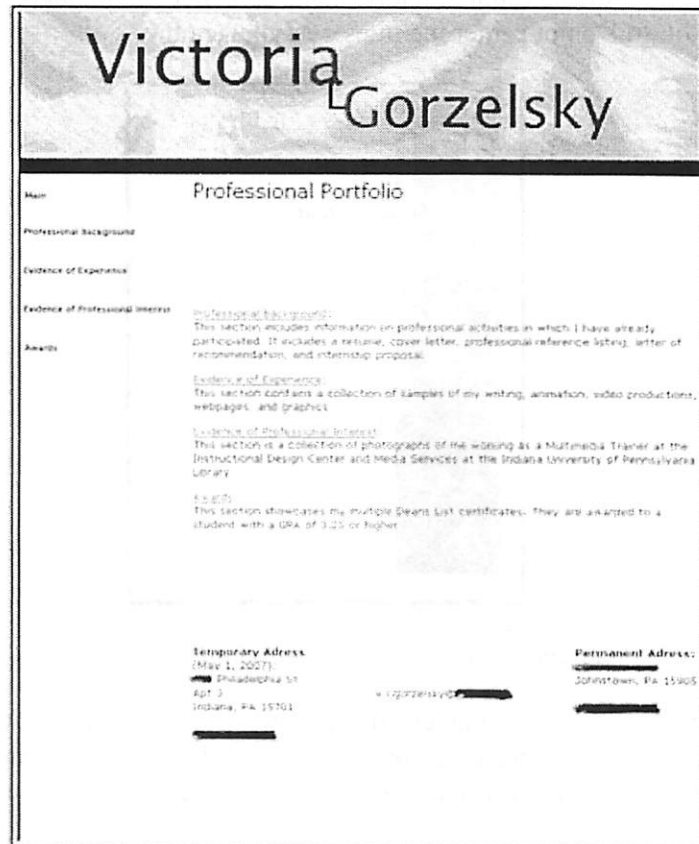 Victoria
L Gorzelsky
Professional Portfolio
Main
Professional Background
Evidence of Experience
Evidence of Professional Interest
Awards
Professional background:
This section includes information on professional activities in which I have already
participated. It includes a resume, cover letter, professional reference listing, letter of
recommendation, and internship proposal.
Evidence of Experience:
This section contains a collection of samples of my writing, animation, video productions,
webpages, and graphics
Evidence of Professional Interest:
This section is a collection of photographs of me working as a Multimedia Trainer at the
Instructional Design Center and Media Services at the Indiana University of Pennsylvania
Library
Awards
This section showcases my multiple Deans List certificates. They are awarded to a
student with a GPA of 3.25 or higher
Temporary Adress
(May 1, 2007):
Philadelphia St
Apt 3
Indiana, PA 15701
Permanent Adress:
Johnstown, PA 15905